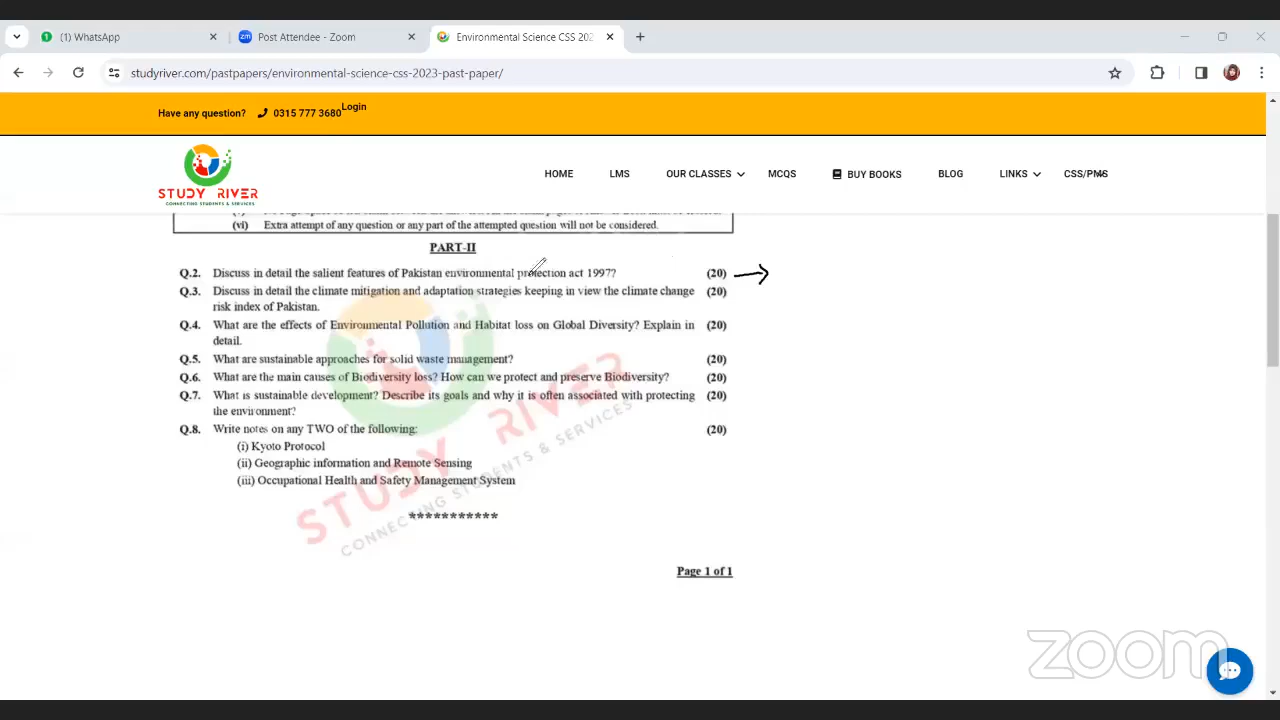 (1) WhatsApp
Post Attendee - Zoom
Environmental Science CSS 202
studyriver.com/pastpapers/environmental-science-css-2023-past-paper/
Have any question? 0315 777 3680 Login
STUDY RIVER
CONNECTING STUDENTS & SERVICES
HOME LMS OUR CLASSES MCQS BUY BOOKS BLOG LINKS CSS/PMS
(vi) Extra attempt of any question or any part of the attempted question will not be considered.
PART-II
Q.2. Discuss in detail the salient features of Pakistan environmental protection act 1997? (20)
Q.3. Discuss in detail the climate mitigation and adaptation strategies keeping in view the climate change (20)
risk index of Pakistan.
Q.4. What are the effects of Environmental Pollution and Habitat loss on Global Diversity? Explain in (20)
detail.
Q.5. What are sustainable approaches for solid waste management? (20)
Q.6. What are the main causes of Biodiversity loss? How can we protect and preserve Biodiversity? (20)
Q.7. What is sustainable development? Describe its goals and why it is often associated with protecting (20)
the environment?
Q.8. Write notes on any TWO of the following: (20)
(i) Kyoto Protocol
(ii) Geographic information and Remote Sensing
(iii) Occupational Health and Safety Management System
***********
STUDY RIVER
CONNECTING STUDENTS & SERVICES
Page 1 of 1
zoom